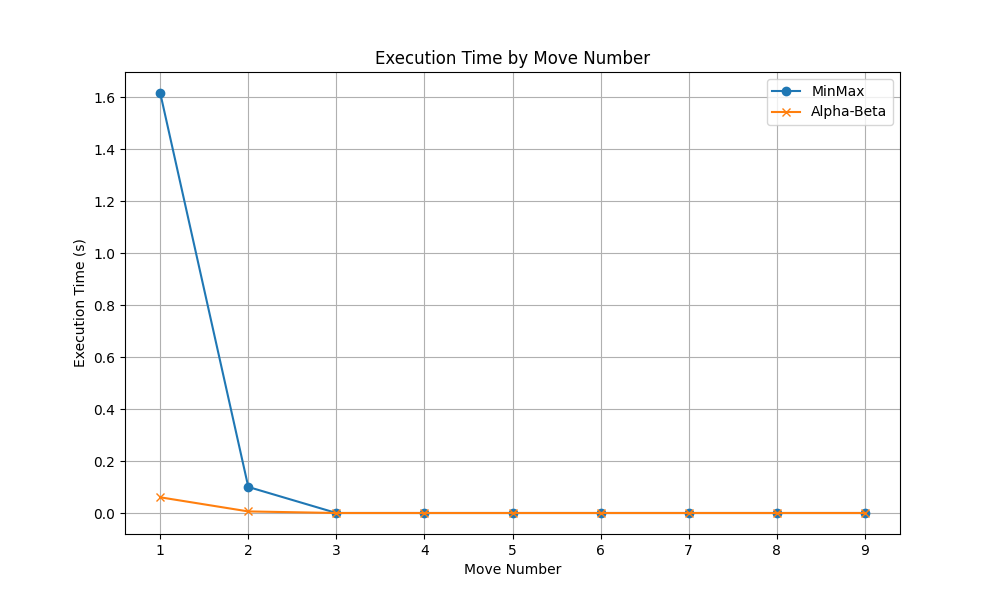 Execution Time by Move Number
MinMax
Alpha-Beta
Execution Time (s)
1.6
1.4
1.2
1.0
0.8
0.6
0.4
0.2
0.0
1 2 3 4 5 6 7 8 9
Move Number